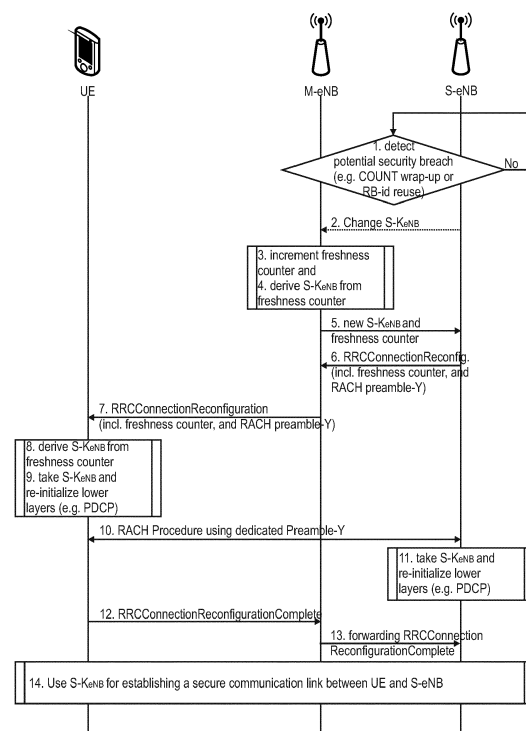 UE
M-eNB
S-eNB
1. detect
potential security breach
(e.g. COUNT wrap-up or
RB-id reuse)
No
2. Change S-KeNB
3. increment freshness
counter and
4. derive S-KeNB from
freshness counter
5. new S-KeNB and
freshness counter
6. RRCConnectionReconfig.
(incl. freshness counter, and
RACH preamble-Y)
7. RRCConnectionReconfiguration
(incl. freshness counter, and RACH preamble-Y)
8. derive S-KeNB from
freshness counter
9. take S-KeNB and
re-initialize lower
layers (e.g. PDCP)
10. RACH Procedure using dedicated Preamble-Y
11. take S-KeNB and
re-initialize lower
layers (e.g. PDCP)
12. RRCConnectionReconfigurationComplete
13. forwarding RRCConnection
ReconfigurationComplete
14. Use S-KeNB for establishing a secure communication link between UE and S-eNB